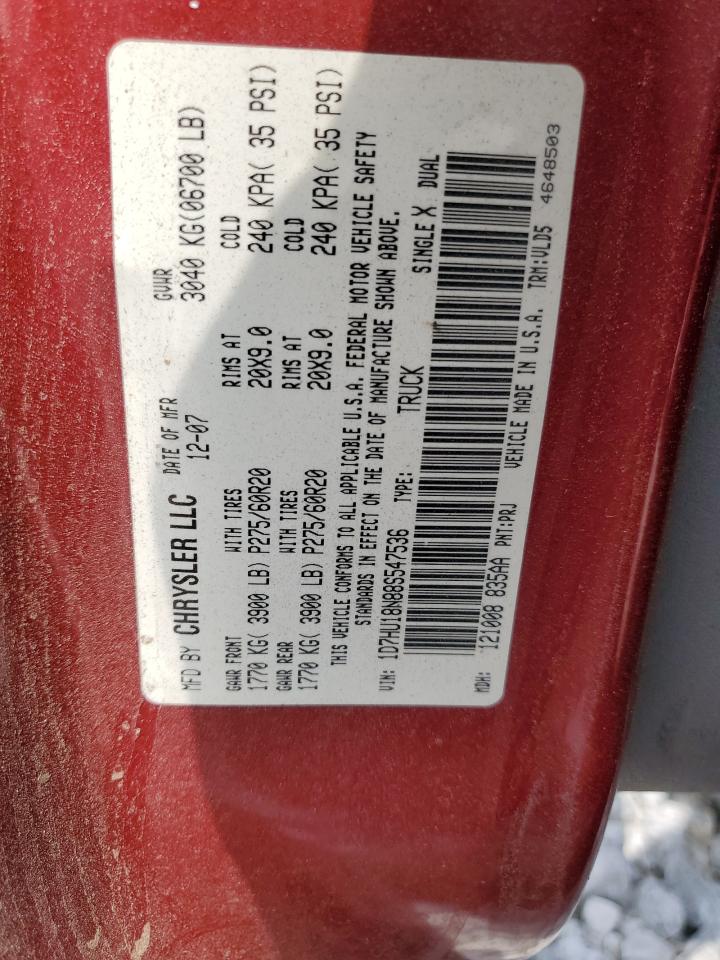 MFD BY CHRYSLER LLC DATE OF MFR GVWR
12-07 3040 KG(06700 LB)
GAWR FRONT WITH TIRES RIMS AT COLD
1770 KG( 3900 LB) P275/60R20 20X9.0 240 KPA( 35 PSI)
GAWR REAR WITH TIRES RIMS AT COLD
1770 KG( 3900 LB) P275/60R20 20X9.0 240 KPA( 35 PSI)
THIS VEHICLE CONFORMS TO ALL APPLICABLE U.S.A. FEDERAL MOTOR VEHICLE SAFETY
STANDARDS IN EFFECT ON THE DATE OF MANUFACTURE SHOWN ABOVE.
VIN: 1D7HU18N88S547536 TYPE: TRUCK SINGLE X DUAL
MDH: 121008 835AA PNT:PRJ VEHICLE MADE IN U.S.A. TRM:VLD5 4648503